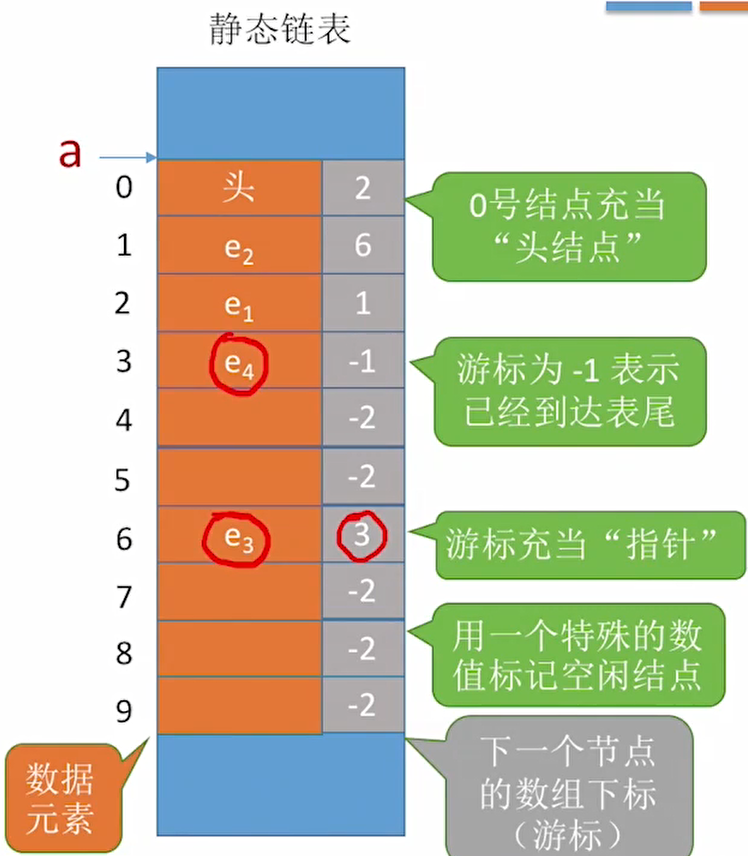 静态链表
a
0 头 2
0号结点充当
“头结点”
1 e₂ 6
2 e₁ 1
3 e₄ -1
游标为 -1 表示
已经到达表尾
4 -2
5 -2
6 e₃ 3
游标充当“指针”
7 -2
8 -2
用一个特殊的数
值标记空闲结点
9 -2
数据
元素
下一个节点
的数组下标
（游标）